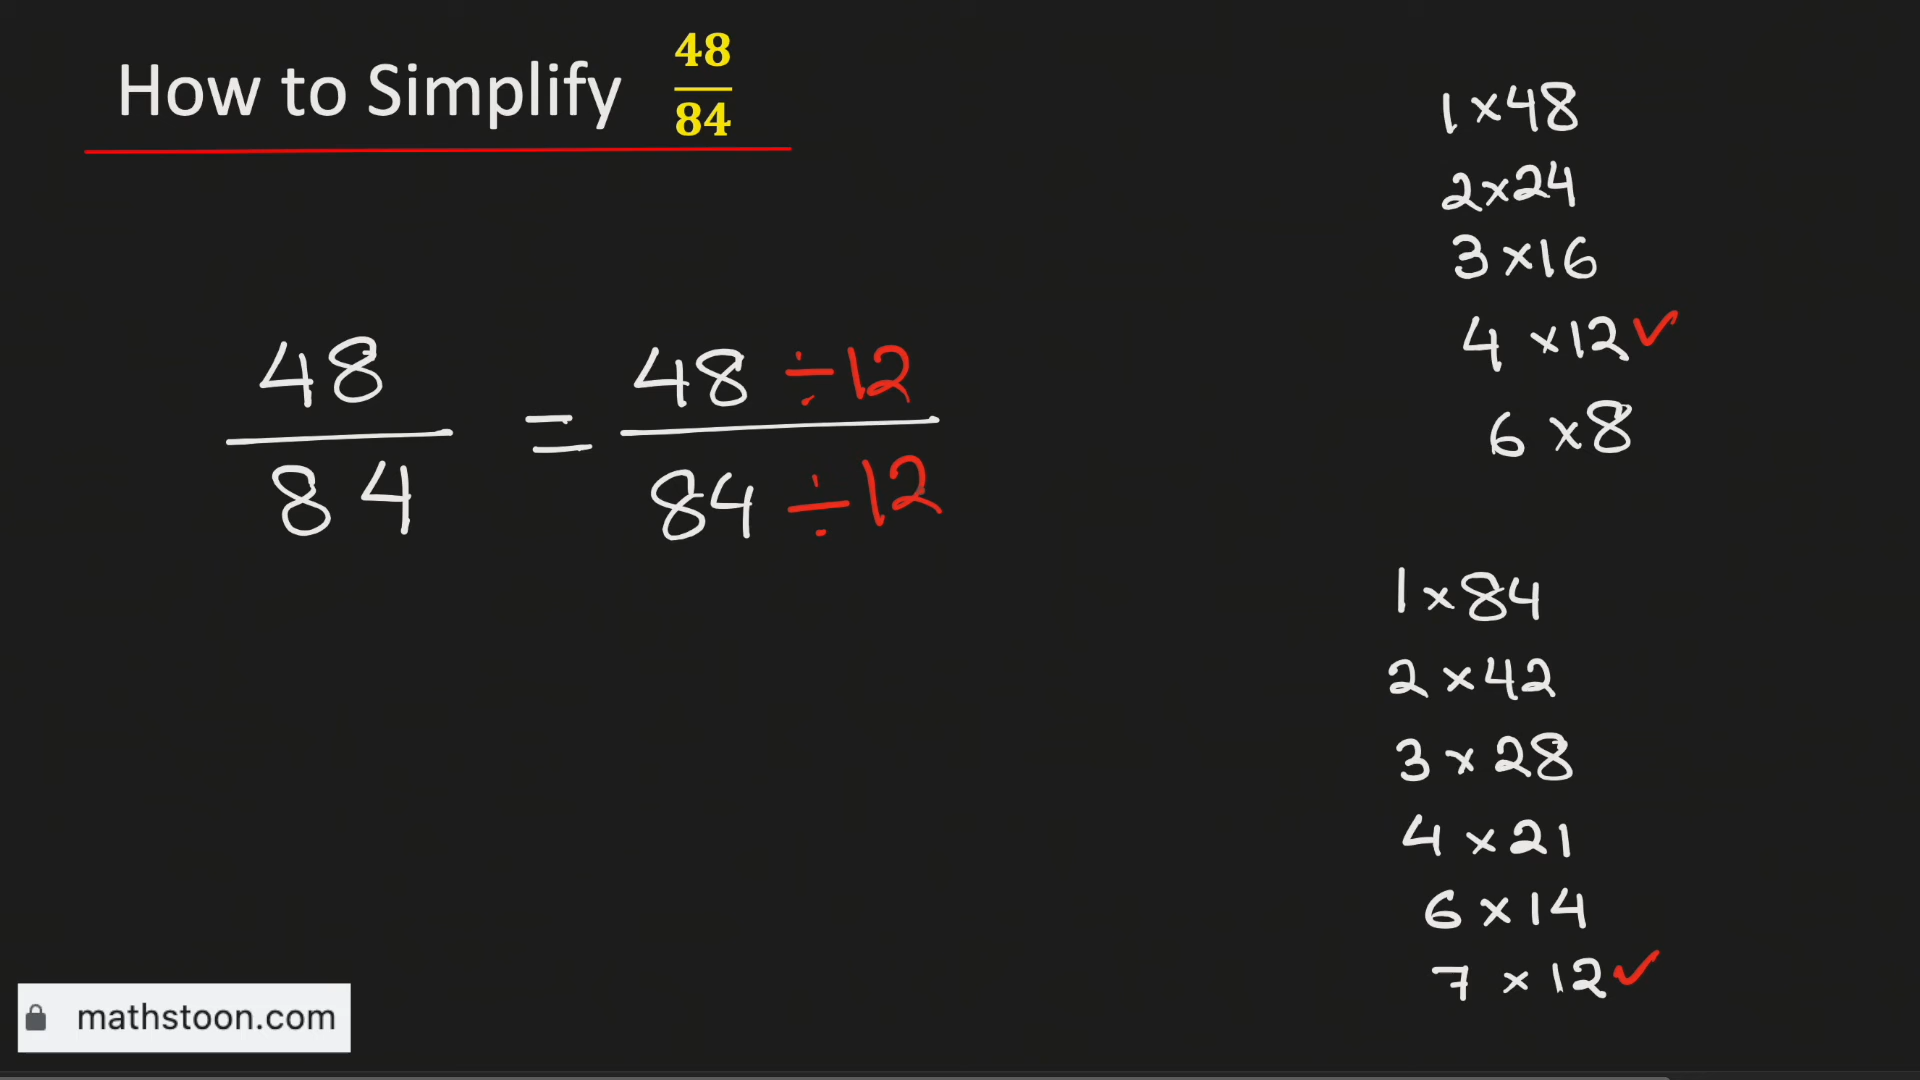 How to Simplify 48/84
48/84 = 48 ÷12/84 ÷12
1 ×48
2×24
3 ×16
4 ×12 ✓
6 ×8
1 ×84
2 ×42
3 × 28
4 × 21
6 × 14
7 × 12 ✓
mathstoon.com